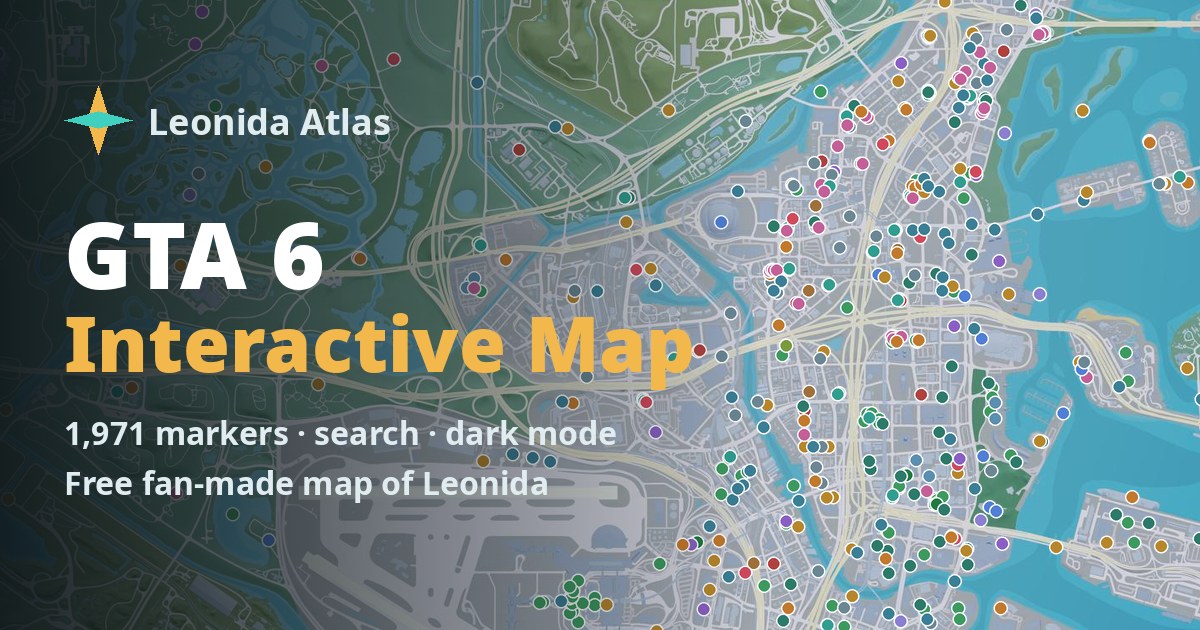 Leonida Atlas
GTA 6
Interactive Map
1,971 markers · search · dark mode
Free fan-made map of Leonida